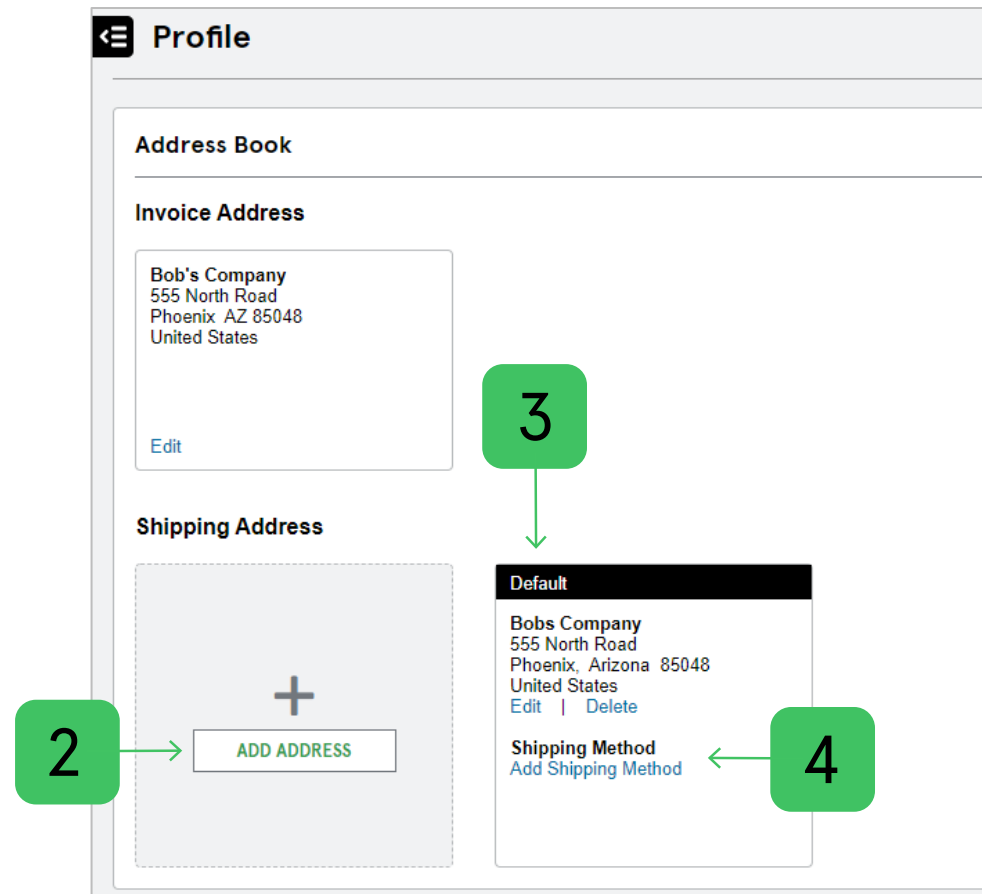 Profile
Address Book
Invoice Address
Bob's Company
555 North Road
Phoenix AZ 85048
United States
Edit
3
Shipping Address
Default
Bobs Company
555 North Road
Phoenix, Arizona 85048
United States
Edit | Delete
2
ADD ADDRESS
Shipping Method
Add Shipping Method
4